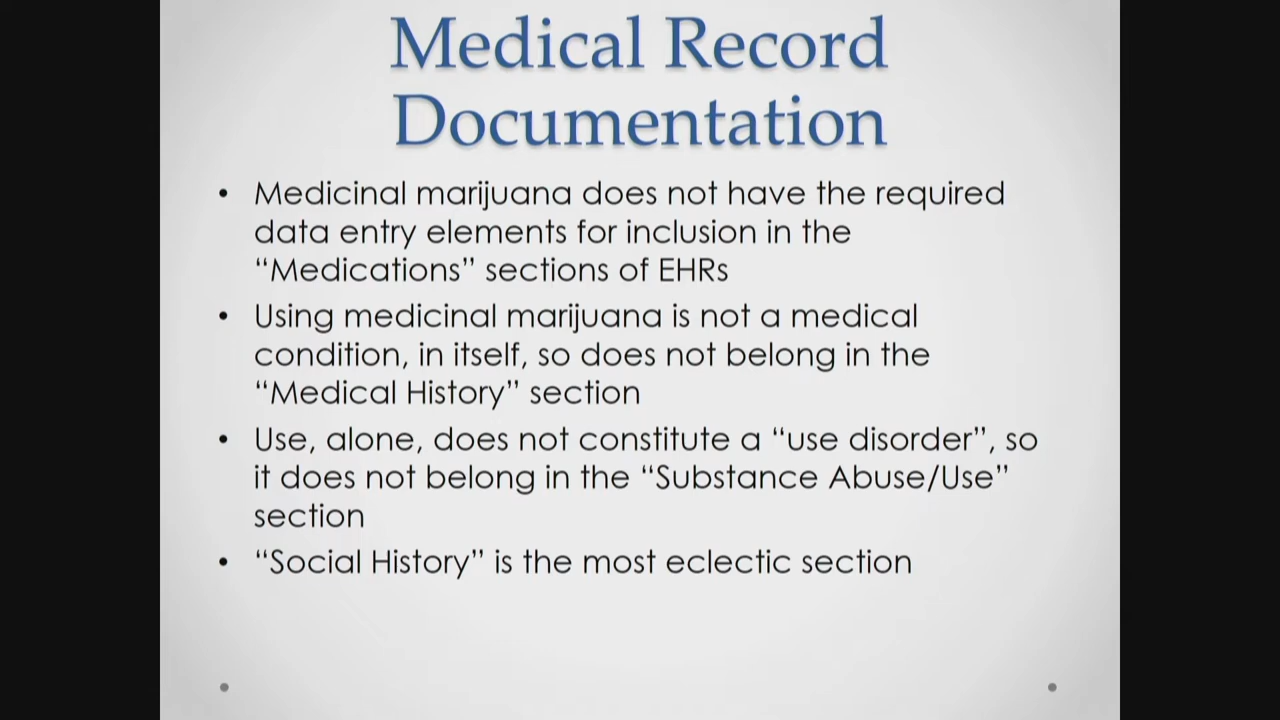 Medical Record
Documentation
• Medicinal marijuana does not have the required
data entry elements for inclusion in the
“Medications” sections of EHRs
• Using medicinal marijuana is not a medical
condition, in itself, so does not belong in the
“Medical History” section
• Use, alone, does not constitute a “use disorder”, so
it does not belong in the “Substance Abuse/Use”
section
• “Social History” is the most eclectic section